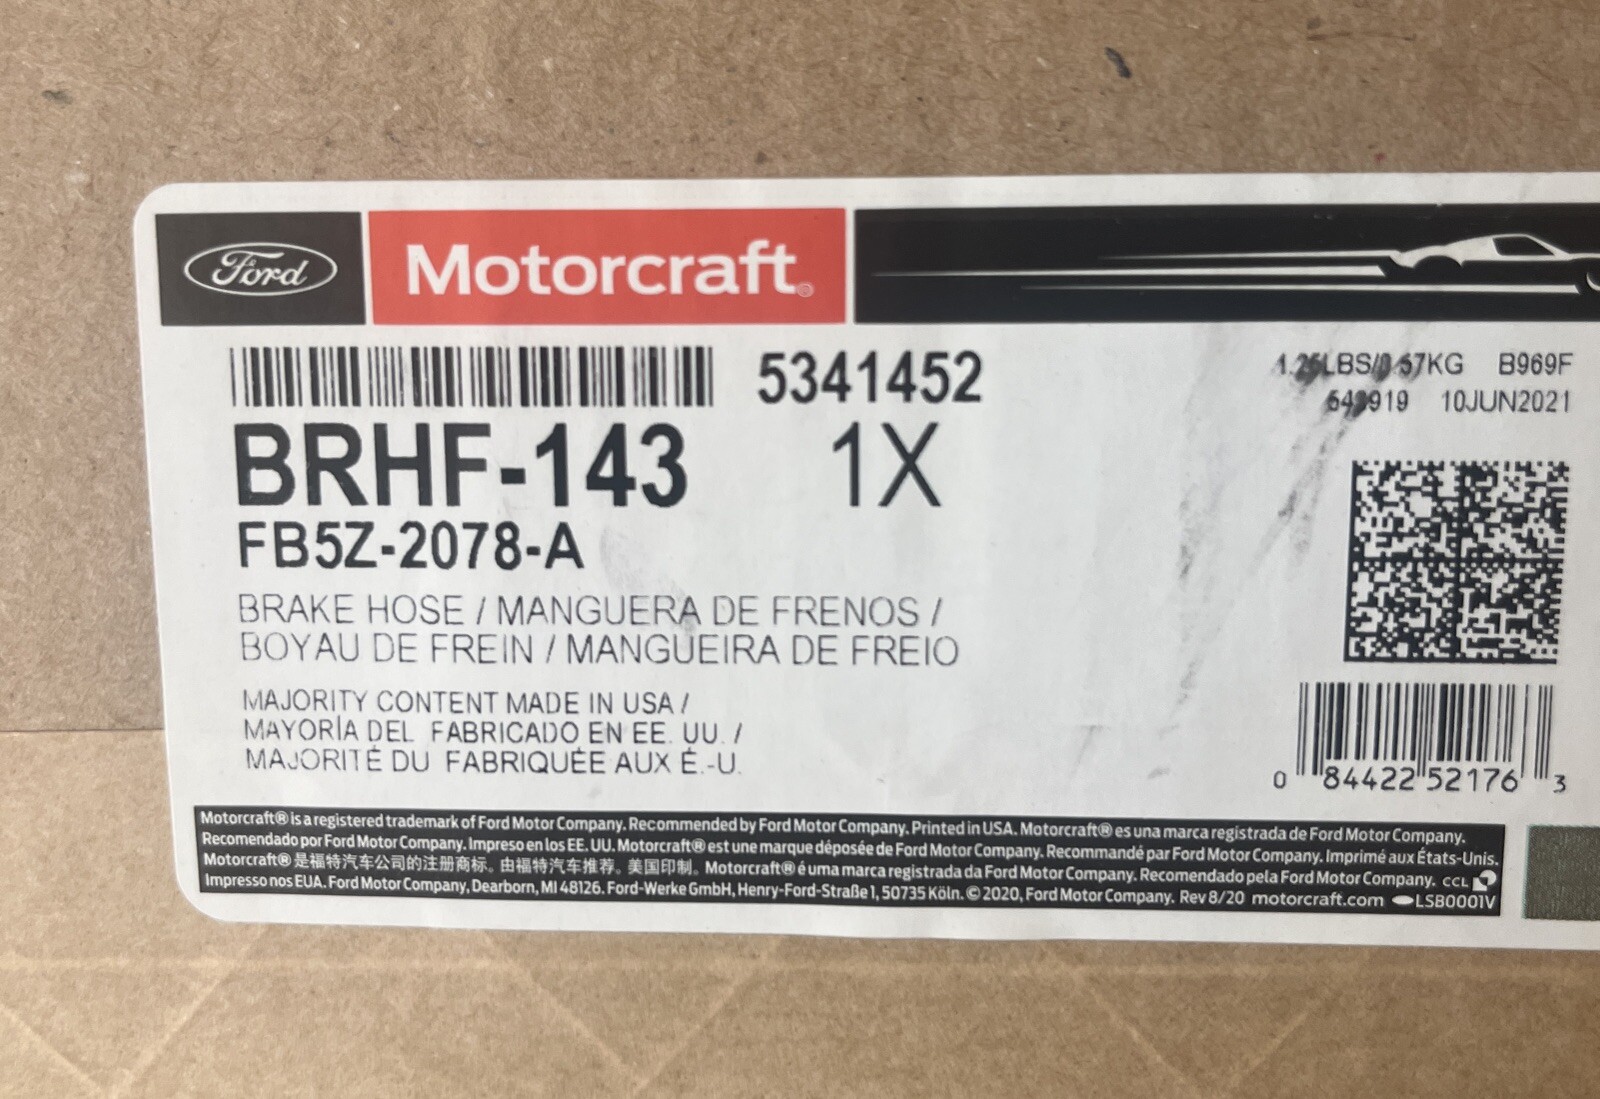 Ford Motorcraft®
5341452
1.25LBS/0.57KG B969F
10JUN2021
BRHF-143 1X
FB5Z-2078-A
BRAKE HOSE / MANGUERA DE FRENOS /
BOYAU DE FREIN / MANGUEIRA DE FREIO
MAJORITY CONTENT MADE IN USA /
MAYORÍA DEL FABRICADO EN EE. UU. /
MAJORITÉ DU FABRIQUÉE AUX É.-U.
0 84422 52176 3
Motorcraft® is a registered trademark of Ford Motor Company. Recommended by Ford Motor Company. Printed in USA. Motorcraft® es una marca registrada de Ford Motor Company.
Recomendado por Ford Motor Company. Impreso en los EE. UU. Motorcraft® est une marque déposée de Ford Motor Company. Recommandé par Ford Motor Company. Imprimé aux États-Unis.
Motorcraft® 是福特汽车公司的注册商标。由福特汽车推荐。美国印制。Motorcraft® é uma marca registrada da Ford Motor Company. Recomendado pela Ford Motor Company. CCL
Impresso nos EUA. Ford Motor Company, Dearborn, MI 48126. Ford-Werke GmbH, Henry-Ford-Straße 1, 50735 Köln. © 2020, Ford Motor Company. Rev 8/20 motorcraft.com LSB0001V